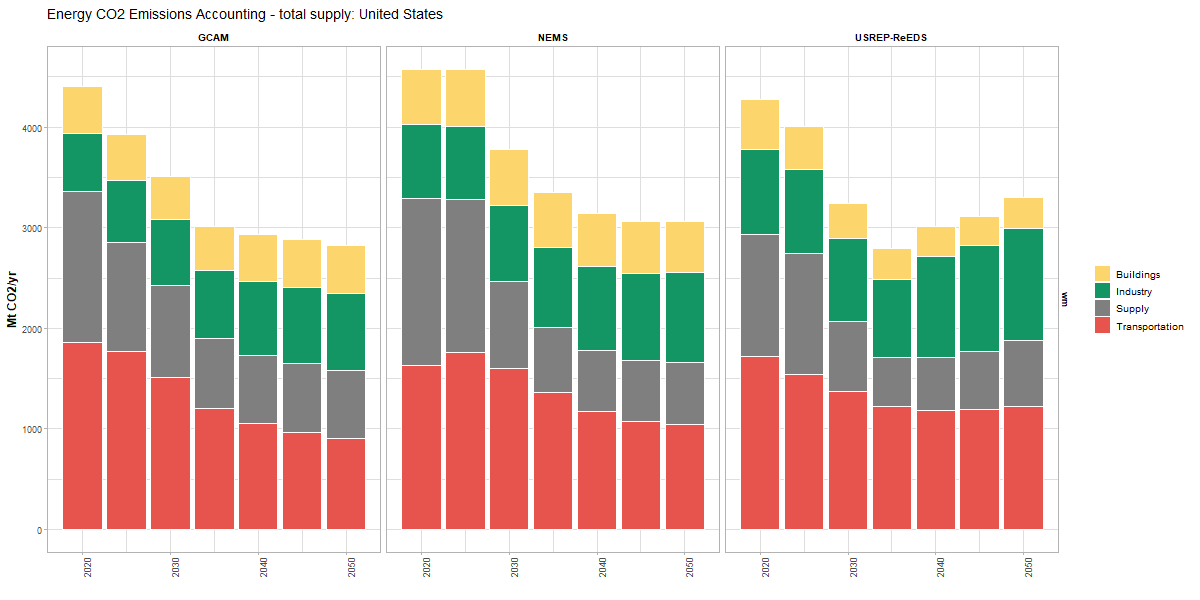 Energy CO2 Emissions Accounting - total supply: United States
GCAM
NEMS
USREP-ReEDS
Mt CO2/yr
4000
3000
2000
1000
0
2020
2030
2040
2050
2020
2030
2040
2050
2020
2030
2040
2050
wm
Buildings
Industry
Supply
Transportation